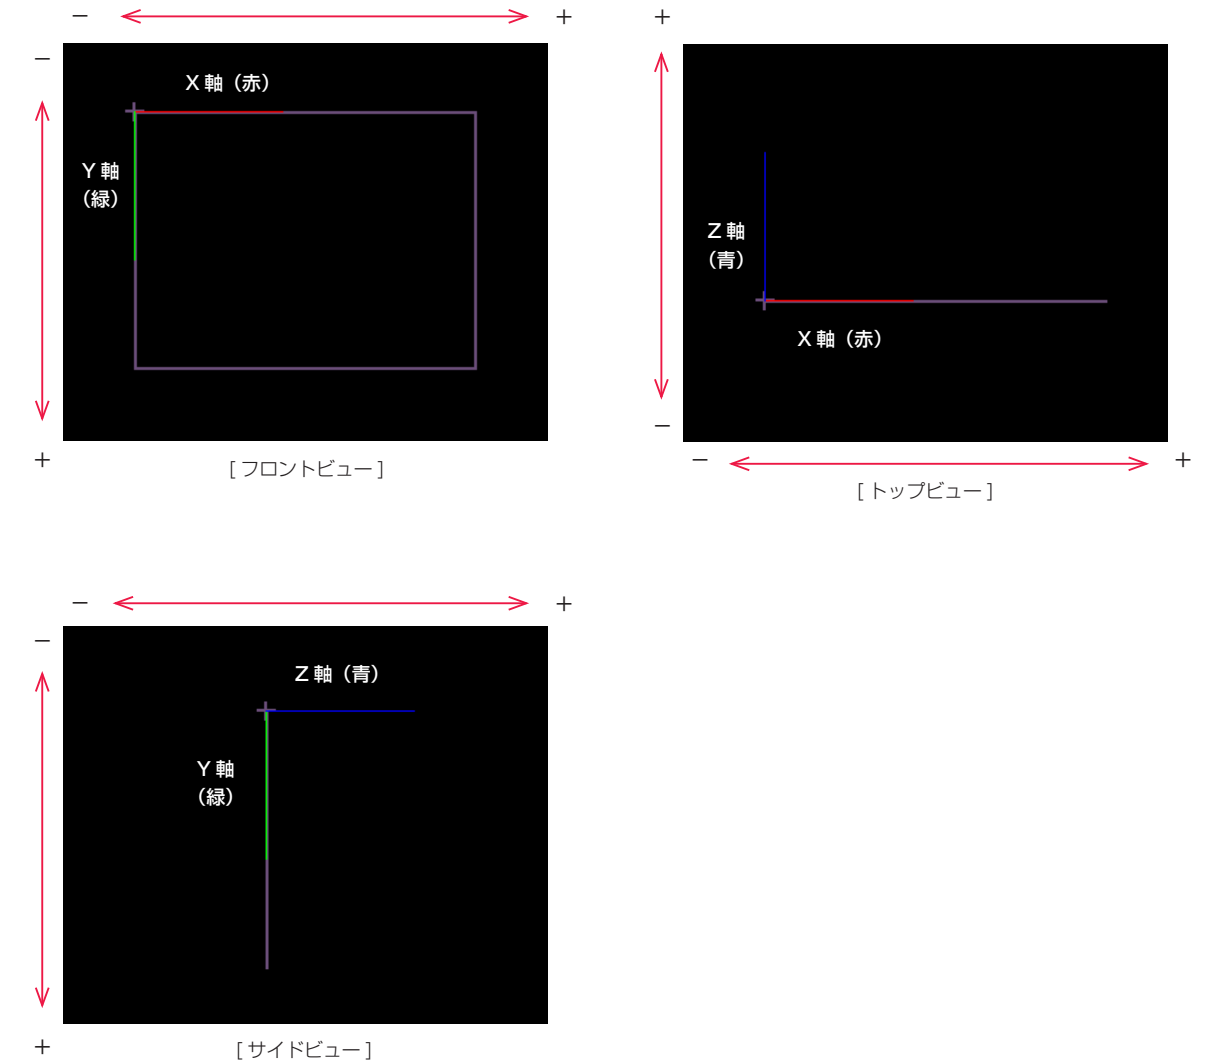 − +
−
X 軸（赤）
Y 軸
（緑）
+
[ フロントビュー ]
+
Z 軸
（青）
X 軸（赤）
−
− +
[ トップビュー ]
− +
−
Z 軸（青）
Y 軸
（緑）
+
[ サイドビュー ]